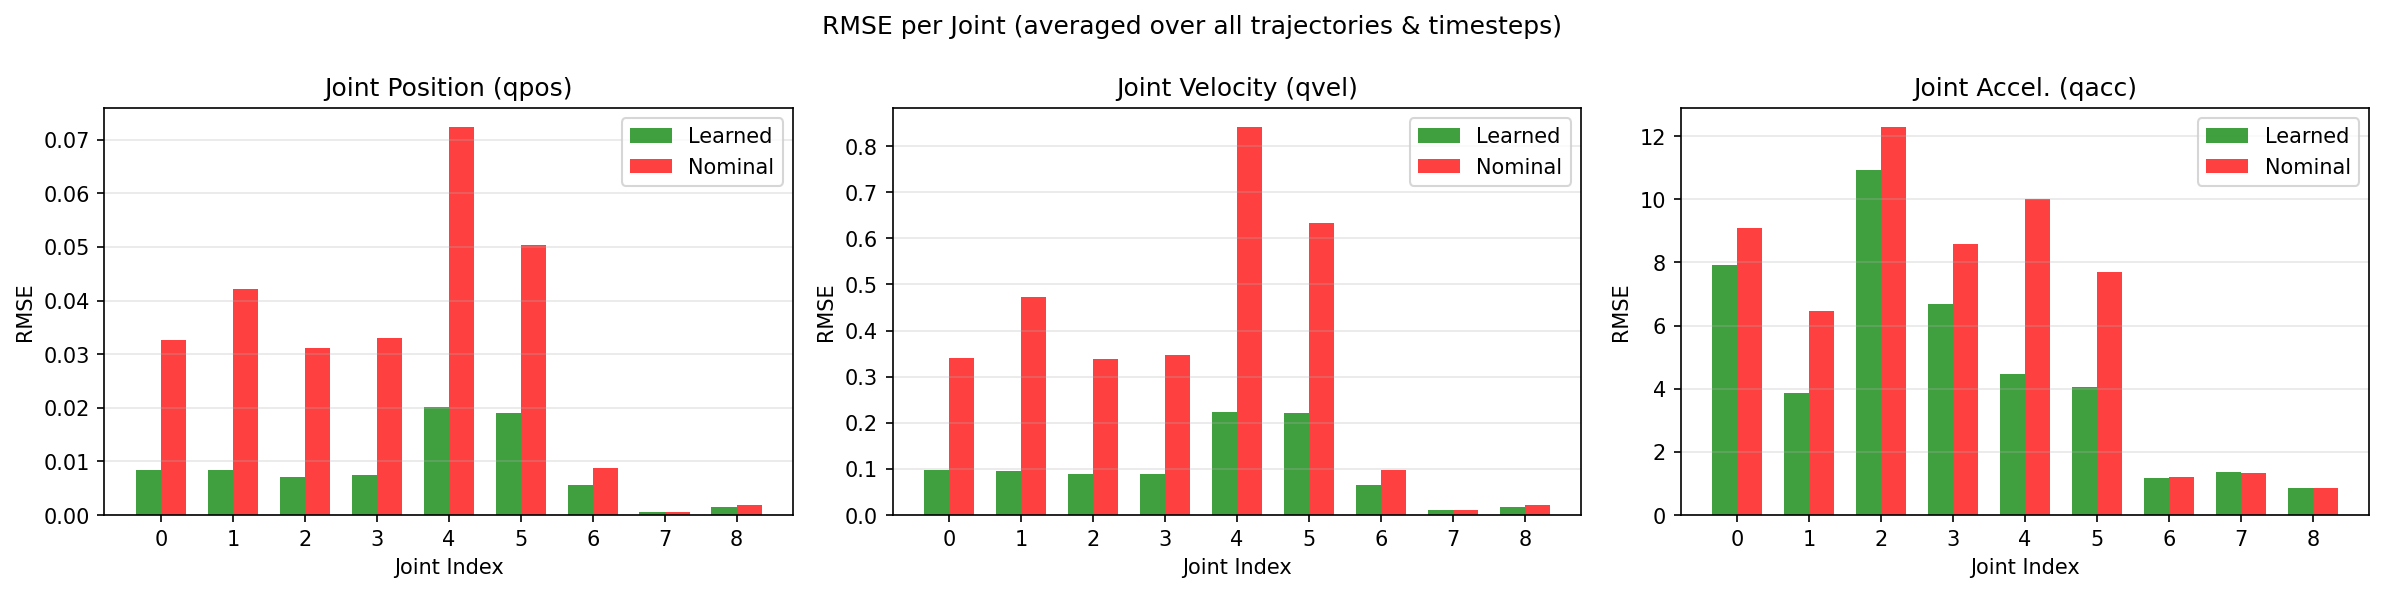 RMSE per Joint (averaged over all trajectories & timesteps)
Joint Position (qpos)
0.07
0.06
0.05
0.04
0.03
0.02
0.01
0.00
RMSE
Learned
Nominal
0 1 2 3 4 5 6 7 8
Joint Index
Joint Velocity (qvel)
0.8
0.7
0.6
0.5
0.4
0.3
0.2
0.1
0.0
RMSE
Learned
Nominal
0 1 2 3 4 5 6 7 8
Joint Index
Joint Accel. (qacc)
12
10
8
6
4
2
0
RMSE
Learned
Nominal
0 1 2 3 4 5 6 7 8
Joint Index